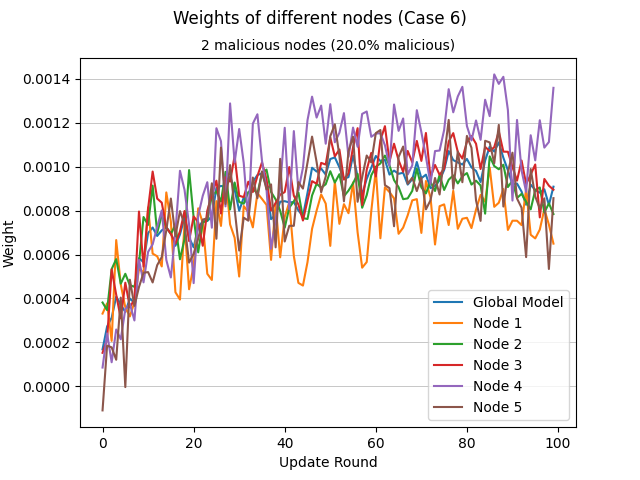 Weights of different nodes (Case 6)
2 malicious nodes (20.0% malicious)
Weight
0.0014
0.0012
0.0010
0.0008
0.0006
0.0004
0.0002
0.0000
0 20 40 60 80 100
Update Round
Global Model
Node 1
Node 2
Node 3
Node 4
Node 5